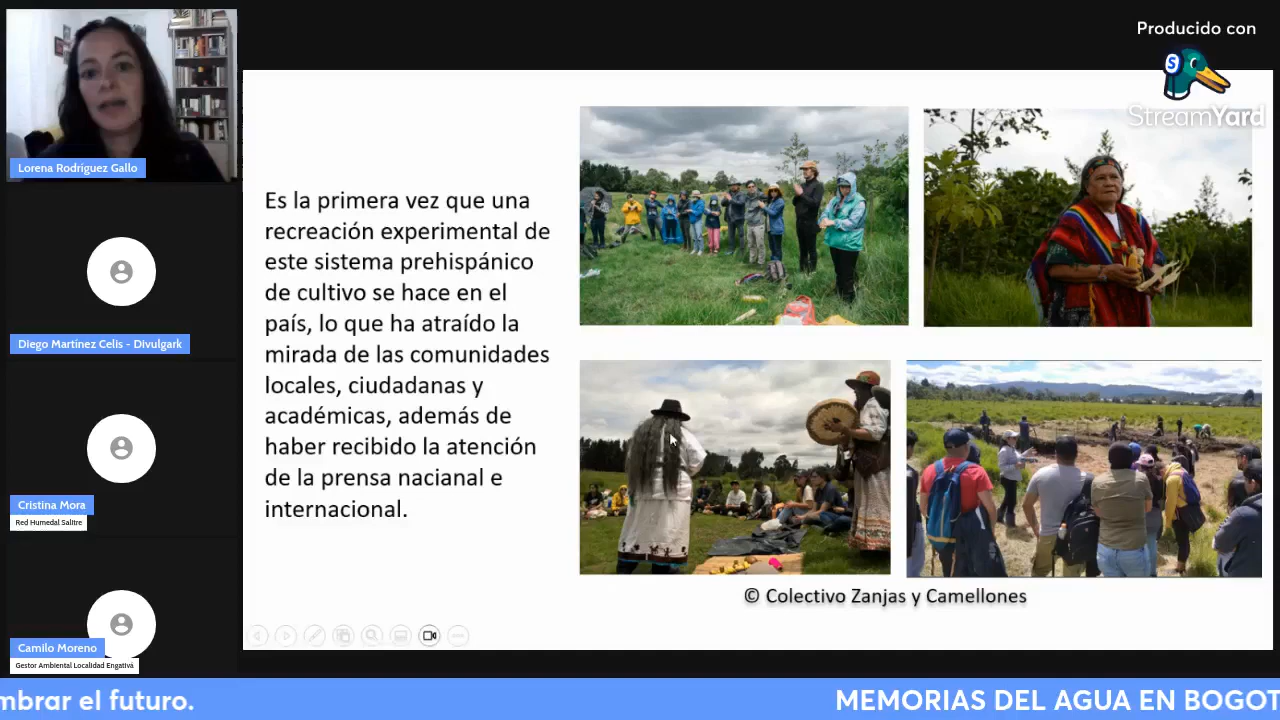 Producido con
StreamYard
Lorena Rodríguez Gallo
Diego Martínez Celis - Divulgark
Cristina Mora
Red Humedal Salitre
Camilo Moreno
Gestor Ambiental Localidad Engativá
Es la primera vez que una
recreación experimental de
este sistema prehispánico
de cultivo se hace en el
país, lo que ha atraído la
mirada de las comunidades
locales, ciudadanas y
académicas, además de
haber recibido la atención
de la prensa nacianal e
internacional.
© Colectivo Zanjas y Camellones
mbrar el futuro.
MEMORIAS DEL AGUA EN BOGOT